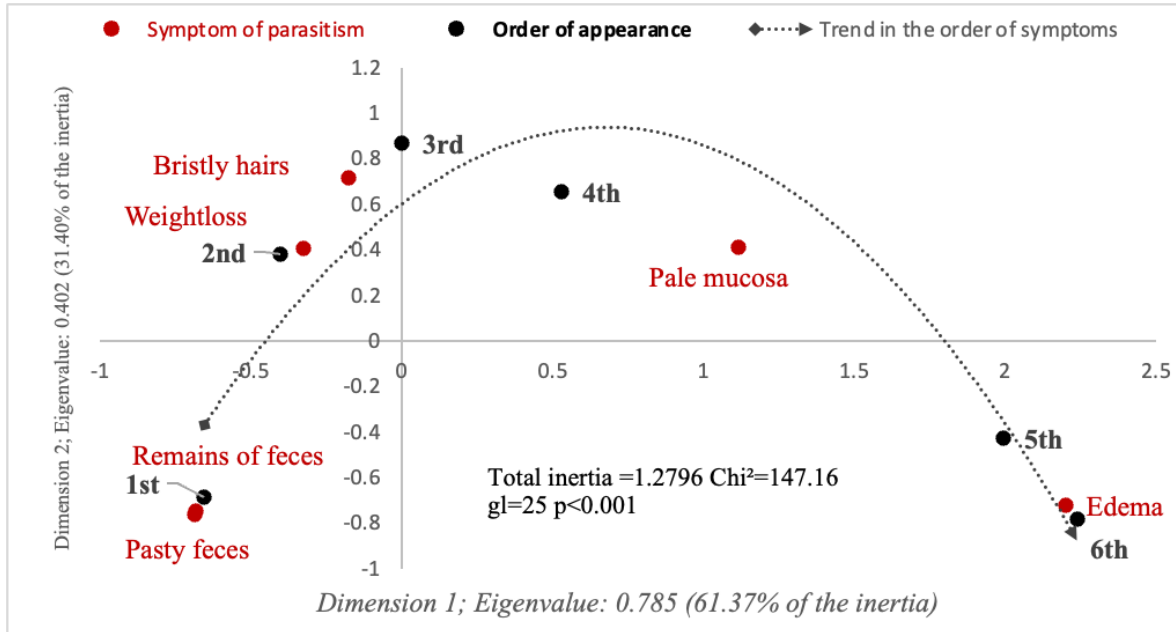 Symptom of parasitism
Order of appearance
Trend in the order of symptoms
Dimension 2; Eigenvalue: 0.402 (31.40% of the inertia)
1.2
1
0.8
0.6
0.4
0.2
0
-0.2
-0.4
-0.6
-0.8
-1
-1
-0.5
0
0.5
1
1.5
2
2.5
3rd
Bristly hairs
4th
Weightloss
2nd
Pale mucosa
5th
Remains of feces
1st
Total inertia =1.2796 Chi²=147.16
gl=25 p<0.001
Edema
Pasty feces
6th
Dimension 1; Eigenvalue: 0.785 (61.37% of the inertia)